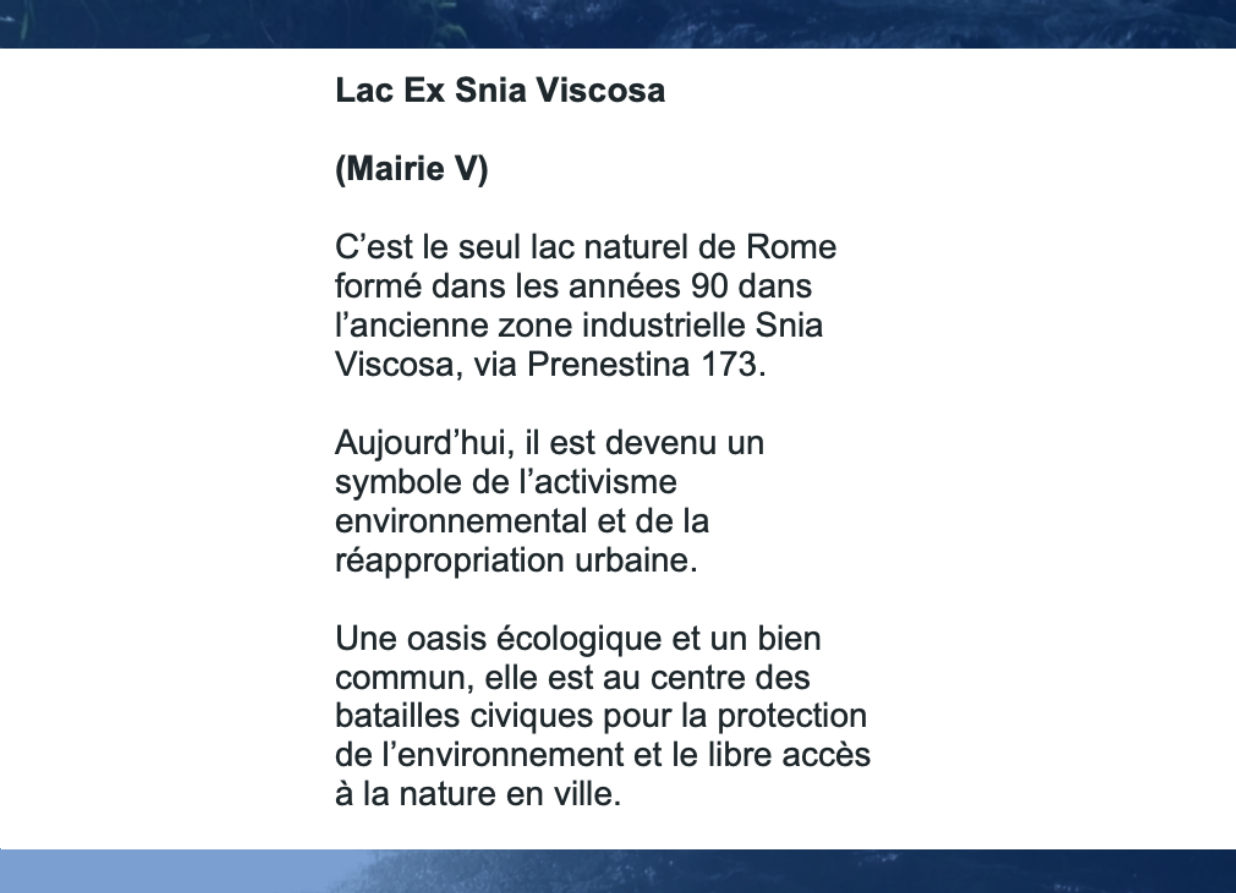 Lac Ex Snia Viscosa
(Mairie V)
C’est le seul lac naturel de Rome
formé dans les années 90 dans
l’ancienne zone industrielle Snia
Viscosa, via Prenestina 173.
Aujourd’hui, il est devenu un
symbole de l’activisme
environnemental et de la
réappropriation urbaine.
Une oasis écologique et un bien
commun, elle est au centre des
batailles civiques pour la protection
de l’environnement et le libre accès
à la nature en ville.